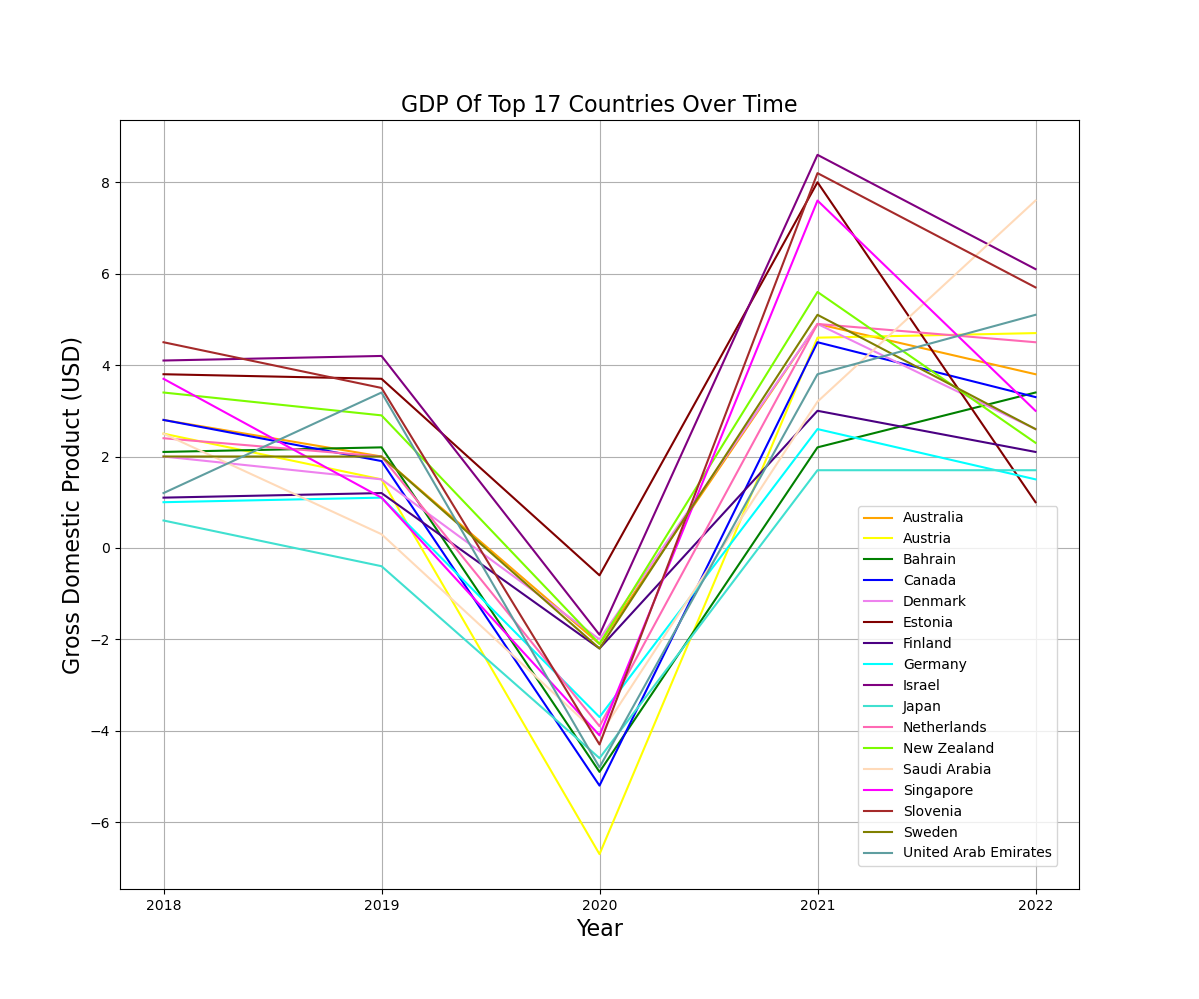 GDP Of Top 17 Countries Over Time
Gross Domestic Product (USD)
8
6
4
2
0
−2
−4
−6
2018 2019 2020 2021 2022
Year
Australia
Austria
Bahrain
Canada
Denmark
Estonia
Finland
Germany
Israel
Japan
Netherlands
New Zealand
Saudi Arabia
Singapore
Slovenia
Sweden
United Arab Emirates